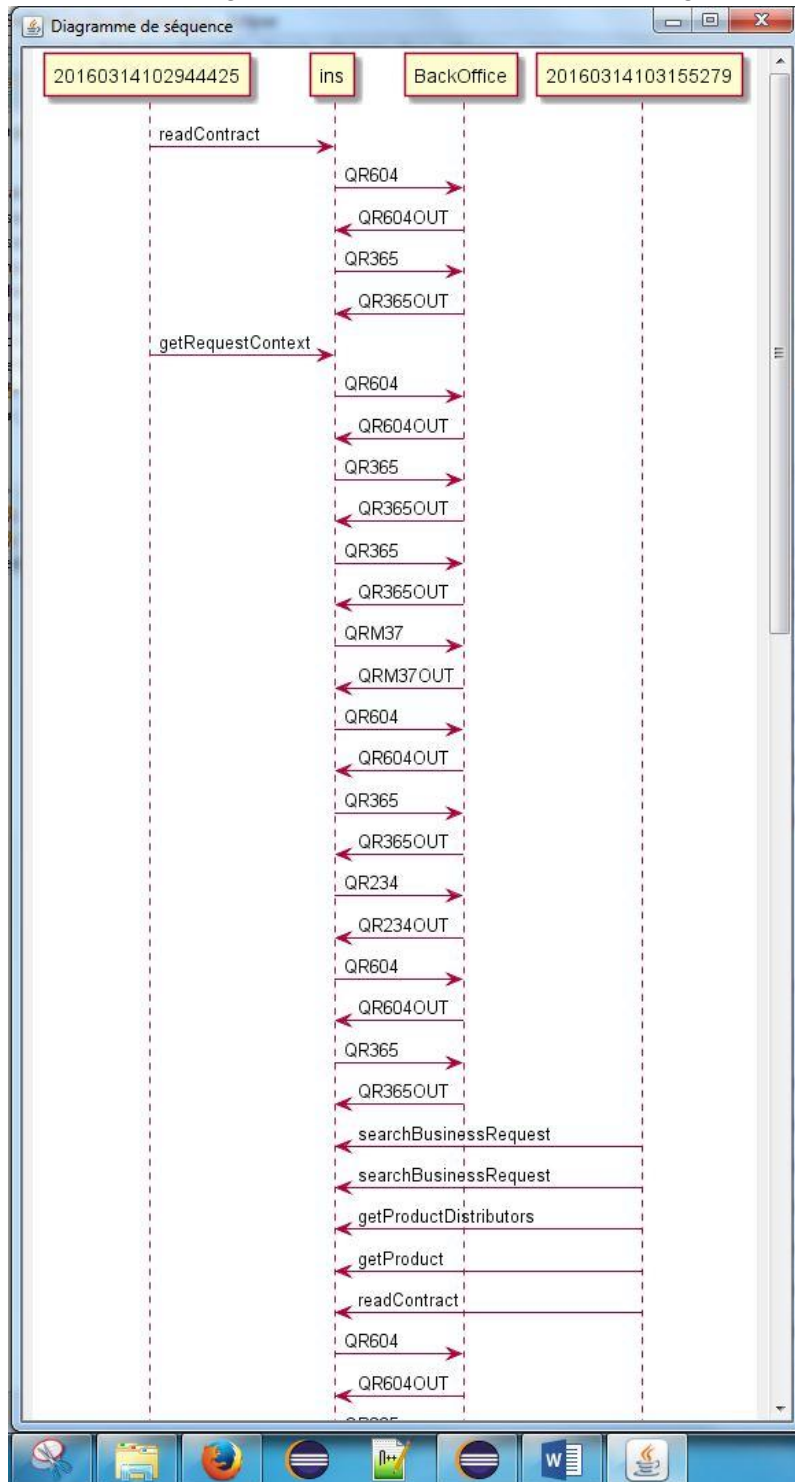 Diagramme de séquence
20160314102944425 ins BackOffice 20160314103155279
readContract
QR604
QR604OUT
QR365
QR365OUT
getRequestContext
QR604
QR604OUT
QR365
QR365OUT
QR365
QR365OUT
QRM37
QRM37OUT
QR604
QR604OUT
QR365
QR365OUT
QR234
QR234OUT
QR604
QR604OUT
QR365
QR365OUT
searchBusinessRequest
searchBusinessRequest
getProductDistributors
getProduct
readContract
QR604
QR604OUT